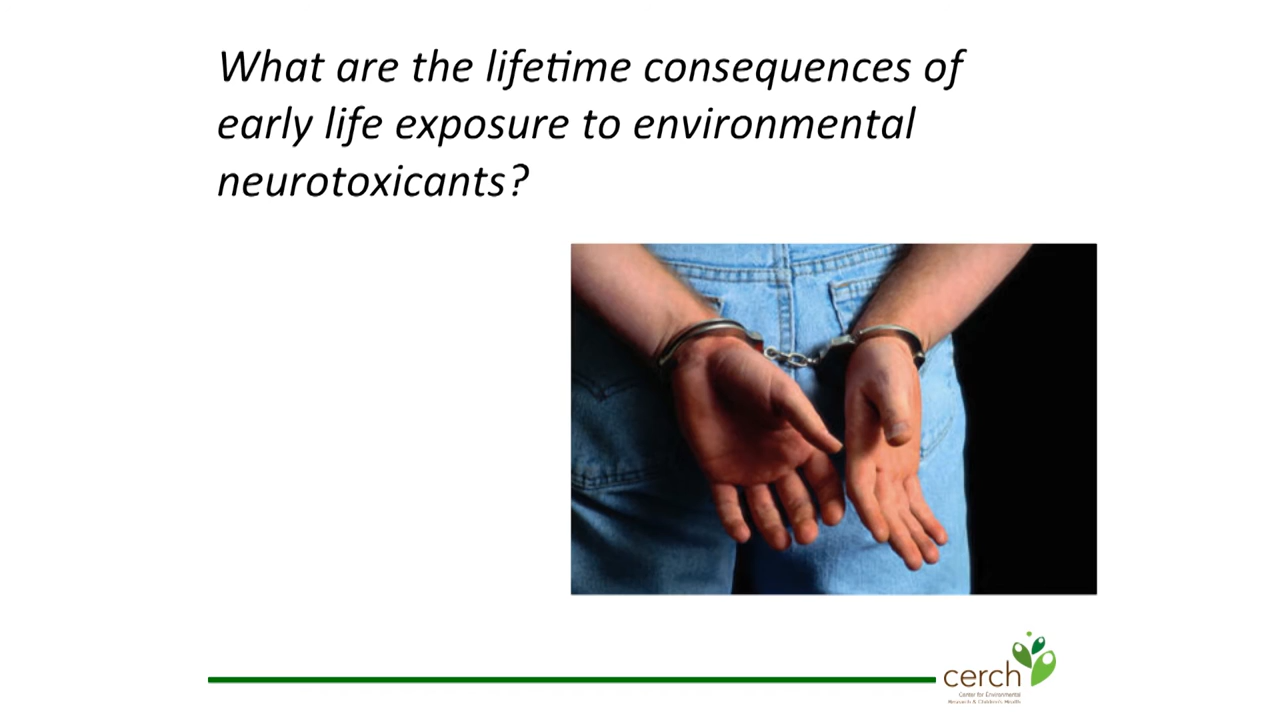 What are the lifetime consequences of
early life exposure to environmental
neurotoxicants?
cerch
Center for Environmental
Research & Children's Health